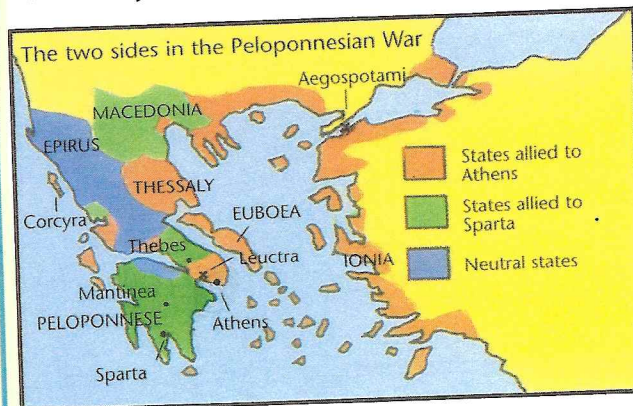 The two sides in the Peloponnesian War
Aegospotami
MACEDONIA
EPIRUS
States allied to
Athens
THESSALY
States allied to
Sparta
Corcyra
EUBOEA
Thebes
Leuctra
IONIA
Neutral states
Mantinea
PELOPONNESE
Athens
Sparta